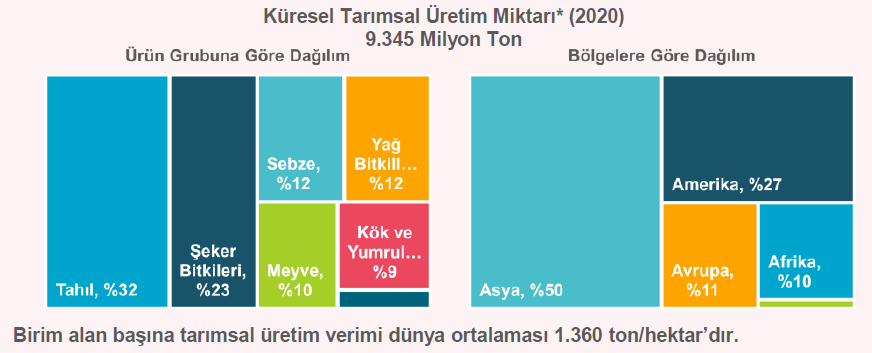 Küresel Tarımsal Üretim Miktarı* (2020)
9.345 Milyon Ton
Ürün Grubuna Göre Dağılım
Tahıl, %32
Şeker
Bitkileri,
%23
Sebze,
%12
Yağ
Bitkill...
%12
Meyve,
%10
Kök ve
Yumrul...
%9
Bölgelere Göre Dağılım
Asya, %50
Amerika, %27
Avrupa,
%11
Afrika,
%10
Birim alan başına tarımsal üretim verimi dünya ortalaması 1.360 ton/hektar’dır.